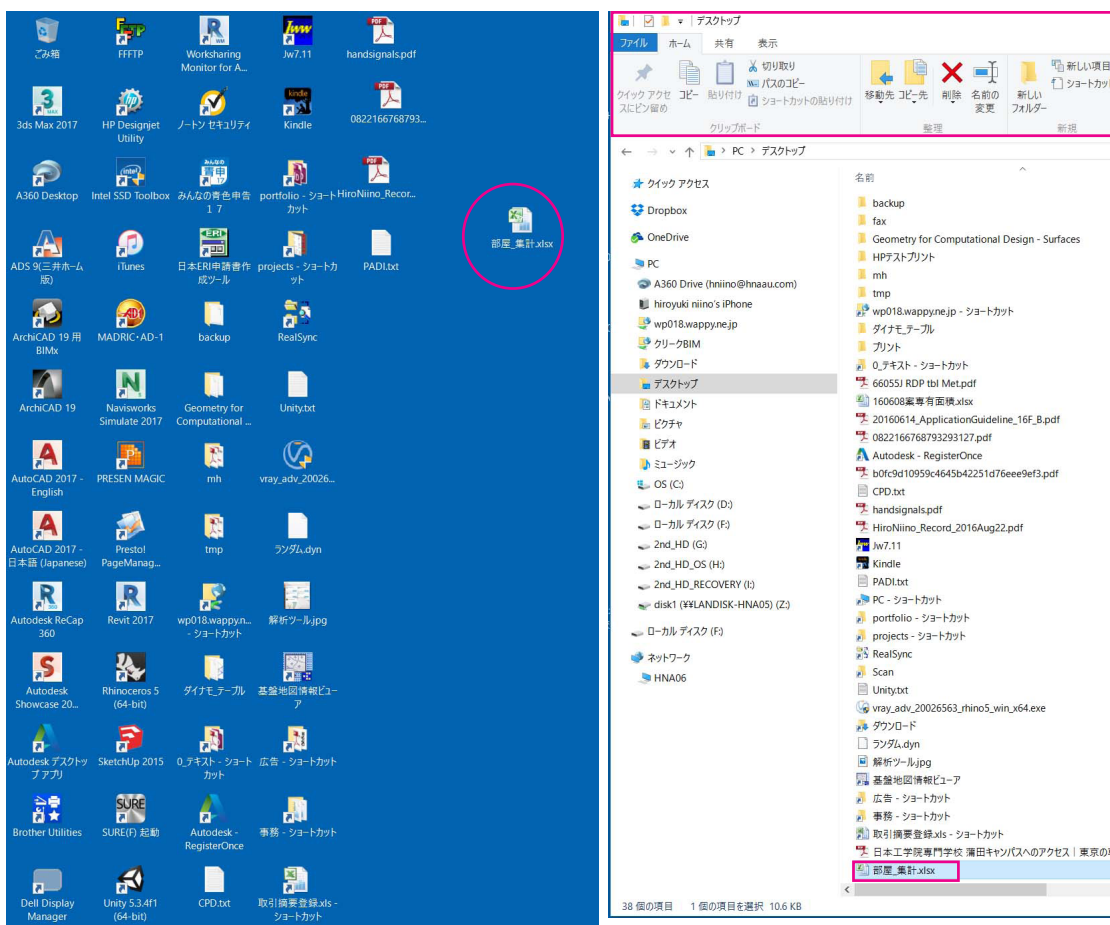 ごみ箱
FFFTP
Worksharing
Monitor for A...
Jw7.11
handsignals.pdf
3ds Max 2017
HP Designjet
Utility
ノートン セキュリティ
Kindle
0822166768793...
A360 Desktop
Intel SSD Toolbox
みんなの青色申告
１７
portfolio - ショート
カット
HiroNiino_Recor...
部屋_集計.xlsx
ADS 9(三井ホーム
版)
iTunes
日本ERI申請書作
成ツール
projects - ショートカ
ット
PADI.txt
ArchiCAD 19 用
BIMx
MADRIC・AD-1
backup
RealSync
ArchiCAD 19
Navisworks
Simulate 2017
Geometry for
Computational ...
Unity.txt
AutoCAD 2017 -
English
PRESEN MAGIC
mh
vray_adv_20026...
AutoCAD 2017 -
日本語 (Japanese)
Presto!
PageManag...
tmp
ランダム.dyn
Autodesk ReCap
360
Revit 2017
wp018.wappy.n...
- ショートカット
解析ツール.jpg
Autodesk
Showcase 20...
Rhinoceros 5
(64-bit)
ダイナモ_テーブル
基盤地図情報ビュー
ア
Autodesk デスクトッ
プ アプリ
SketchUp 2015
0_テキスト - ショート
カット
広告 - ショートカット
Brother Utilities
SURE(F) 起動
Autodesk -
RegisterOnce
事務 - ショートカット
Dell Display
Manager
Unity 5.3.4f1
(64-bit)
CPD.txt
取引摘要登録.xls -
ショートカット
デスクトップ
ファイル ホーム 共有 表示
クイック アクセ
スにピン留め
コピー
貼り付け
切り取り
パスのコピー
ショートカットの貼り付け
クリップボード
移動先 コピー先 削除 名前の
変更
整理
新しい
フォルダー
新しい項目
ショートカッ
新規
PC > デスクトップ
クイック アクセス
Dropbox
OneDrive
PC
A360 Drive (hniino@hnaau.com)
hiroyuki niino's iPhone
wp018.wappy.ne.jp
クリークBIM
ダウンロード
デスクトップ
ドキュメント
ピクチャ
ビデオ
ミュージック
OS (C:)
ローカル ディスク (D:)
ローカル ディスク (F:)
2nd_HD (G:)
2nd_HD_OS (H:)
2nd_HD_RECOVERY (I:)
disk1 (¥¥LANDISK-HNA05) (Z:)
ローカル ディスク (F:)
ネットワーク
HNA06
名前
backup
fax
Geometry for Computational Design - Surfaces
HPテストプリント
mh
tmp
wp018.wappy.ne.jp - ショートカット
ダイナモ_テーブル
プリント
0_テキスト - ショートカット
66055J RDP tbl Met.pdf
160608案専有面積.xlsx
20160614_ApplicationGuideline_16F_B.pdf
0822166768793293127.pdf
Autodesk - RegisterOnce
b0fc9d10959c4645b42251d76eee9ef3.pdf
CPD.txt
handsignals.pdf
HiroNiino_Record_2016Aug22.pdf
Jw7.11
Kindle
PADI.txt
PC - ショートカット
portfolio - ショートカット
projects - ショートカット
RealSync
Scan
Unity.txt
vray_adv_20026563_rhino5_win_x64.exe
ダウンロード
ランダム.dyn
解析ツール.jpg
基盤地図情報ビューア
広告 - ショートカット
事務 - ショートカット
取引摘要登録.xls - ショートカット
日本工学院専門学校 蒲田キャンパスへのアクセス｜東京の
部屋_集計.xlsx
38 個の項目 1 個の項目を選択 10.6 KB